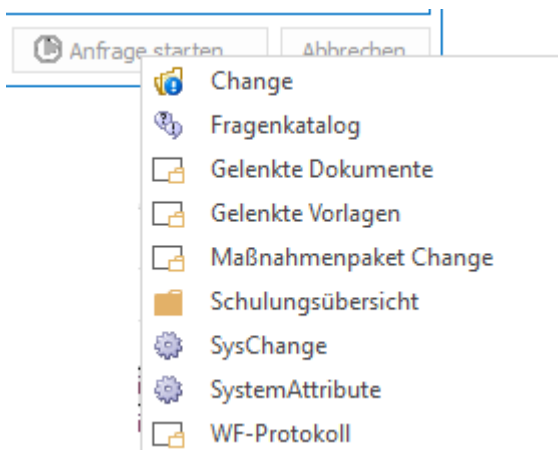 Anfrage starten
Abbrechen
Change
Fragenkatalog
Gelenkte Dokumente
Gelenkte Vorlagen
Maßnahmenpaket Change
Schulungsübersicht
SysChange
SystemAttribute
WF-Protokoll